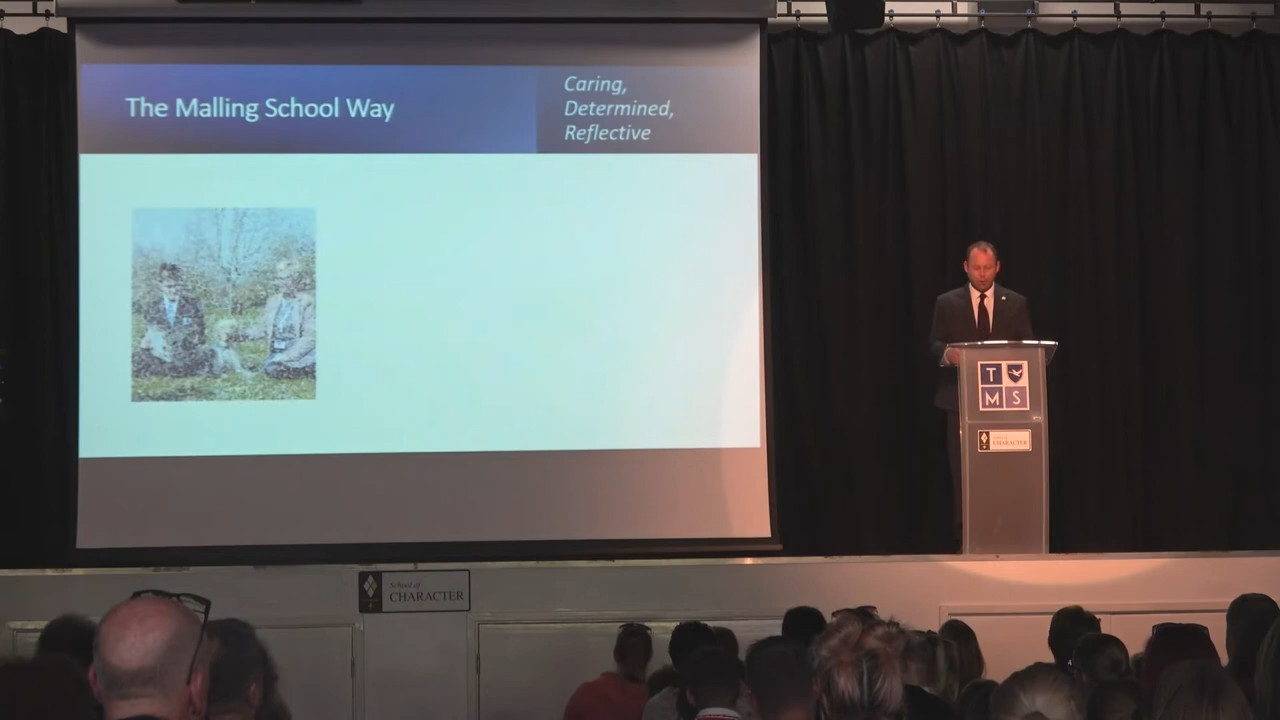 The Malling School Way
Caring,
Determined,
Reflective
T
M S
CHARACTER
School of
CHARACTER